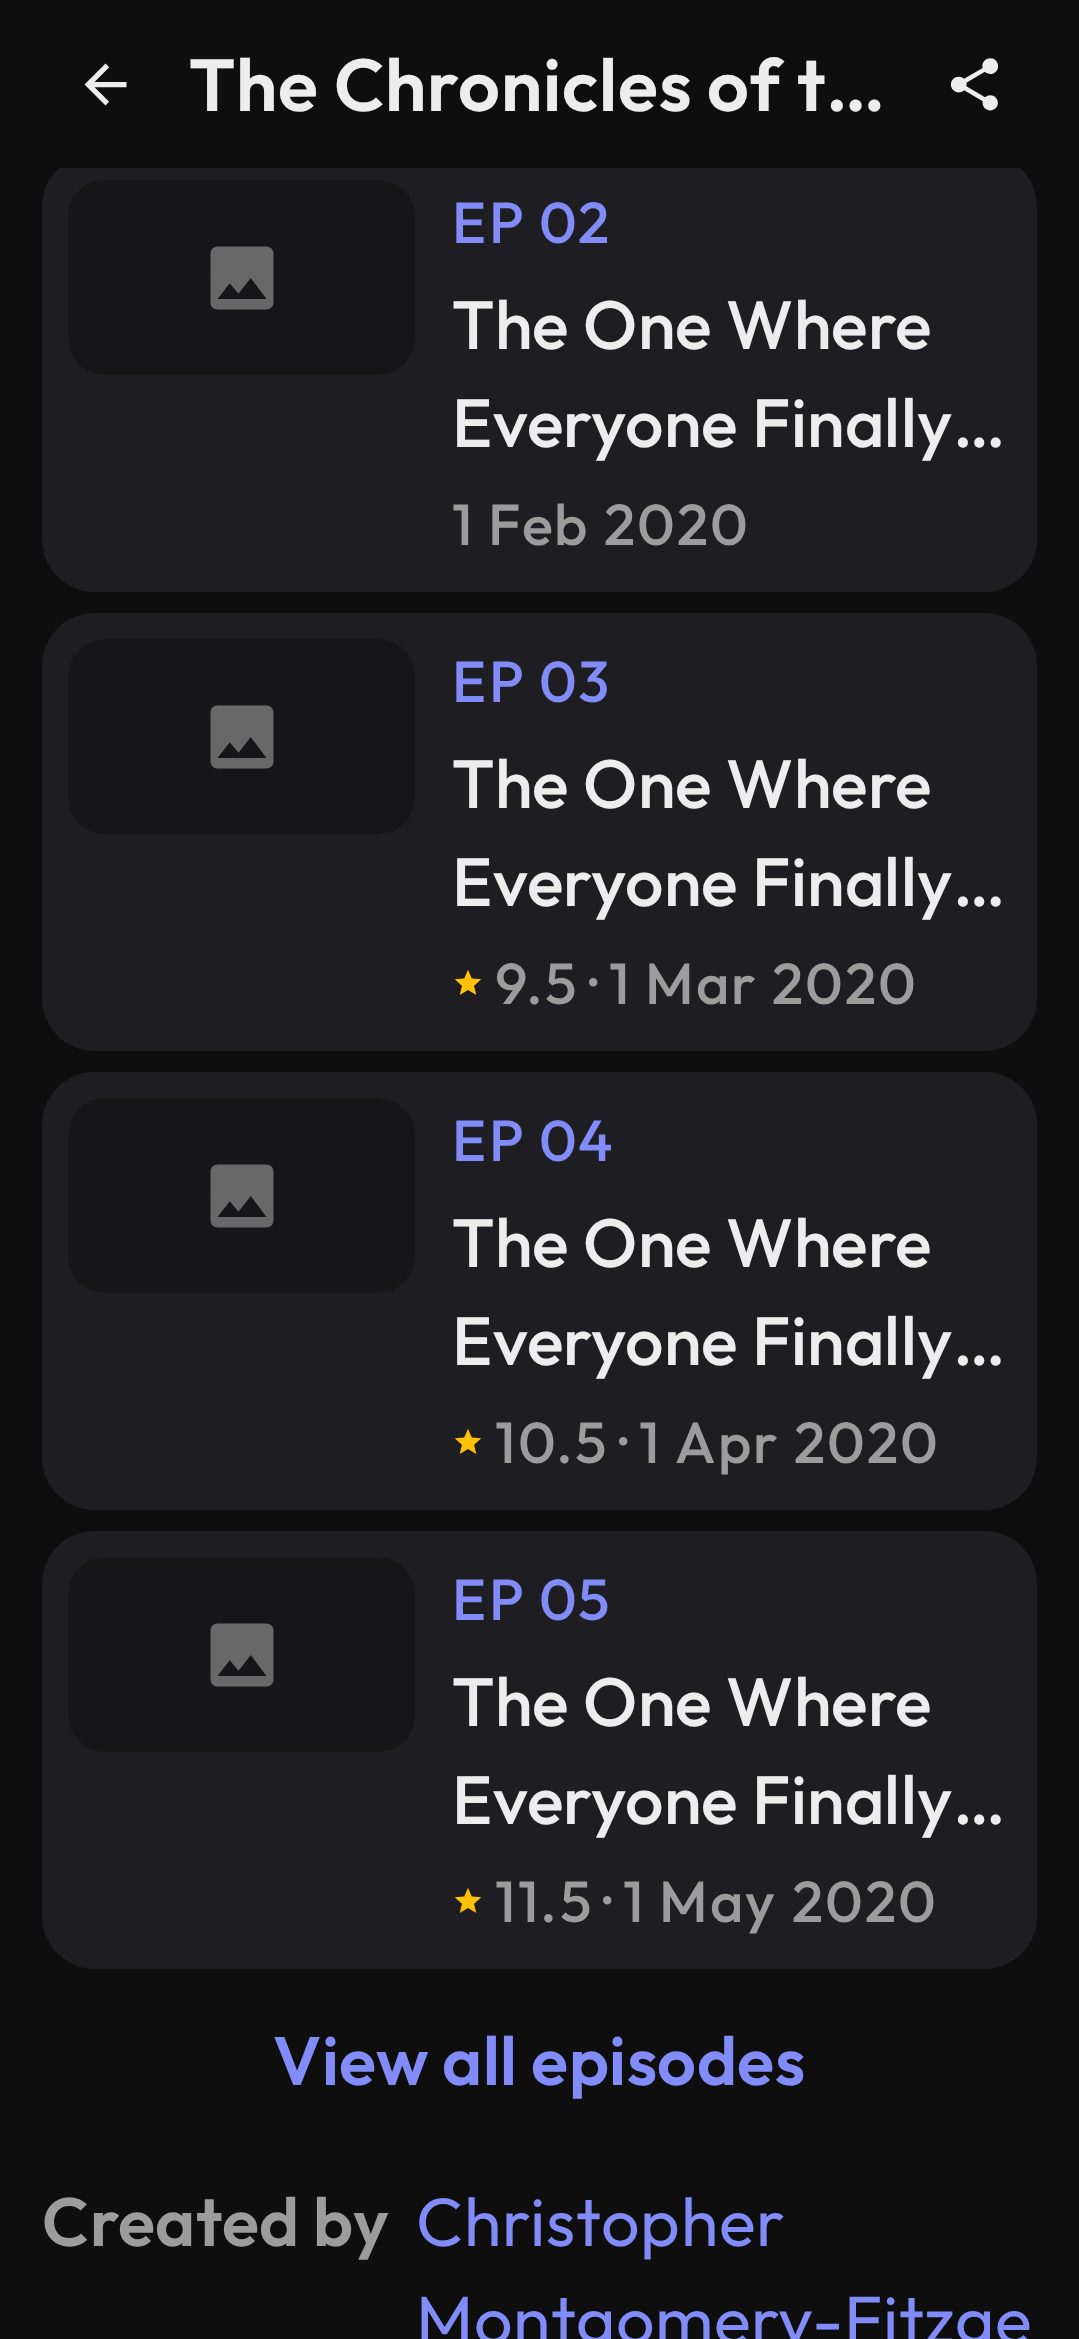 The Chronicles of t...
EP 02
The One Where
Everyone Finally...
1 Feb 2020
EP 03
The One Where
Everyone Finally...
9.5 · 1 Mar 2020
EP 04
The One Where
Everyone Finally...
10.5 · 1 Apr 2020
EP 05
The One Where
Everyone Finally...
11.5 · 1 May 2020
View all episodes
Created by Christopher
Montgomery-Fitzge